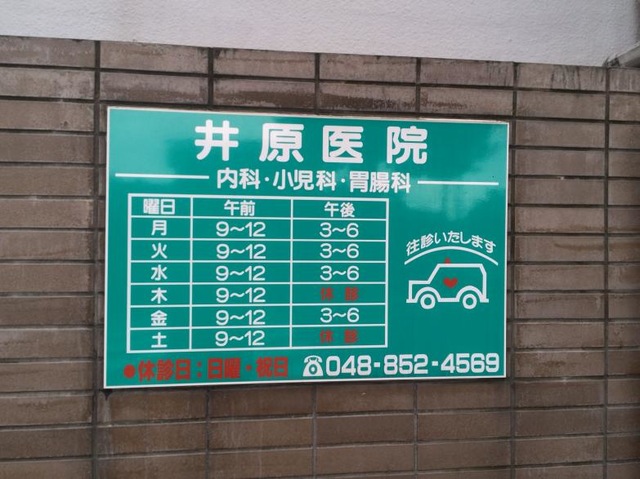 井原医院
内科・小児科・胃腸科
曜日 午前 午後
月 9〜12 3〜6
火 9〜12 3〜6
水 9〜12 3〜6
木 9〜12 休診
金 9〜12 3〜6
土 9〜12 休診
往診いたします
●休診日：日曜・祝日 ☎048-852-4569